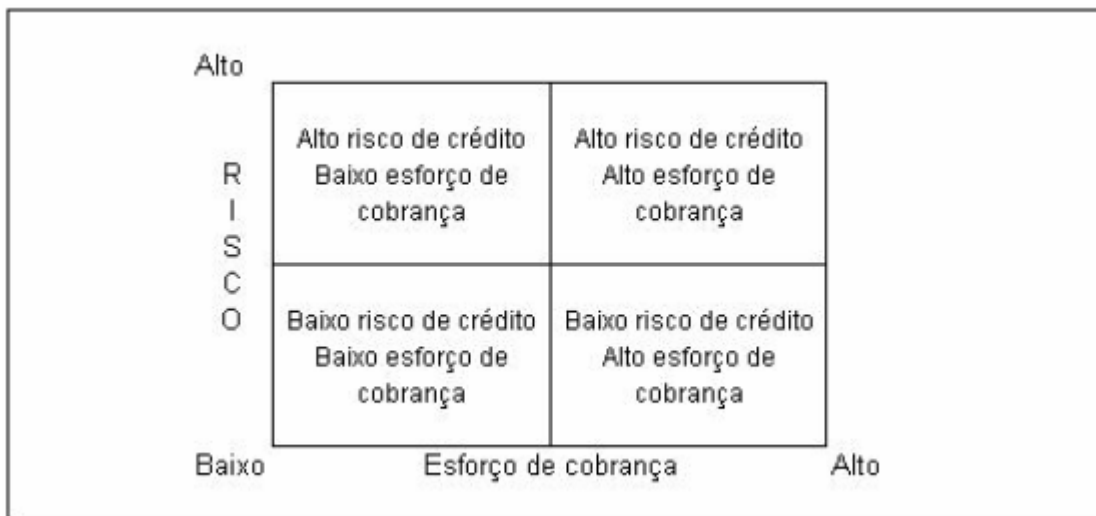 Alto
Alto risco de crédito
Baixo esforço de
cobrança
Alto risco de crédito
Alto esforço de
cobrança
R
I
S
C
O
Baixo risco de crédito
Baixo esforço de
cobrança
Baixo risco de crédito
Alto esforço de
cobrança
Baixo
Esforço de cobrança
Alto